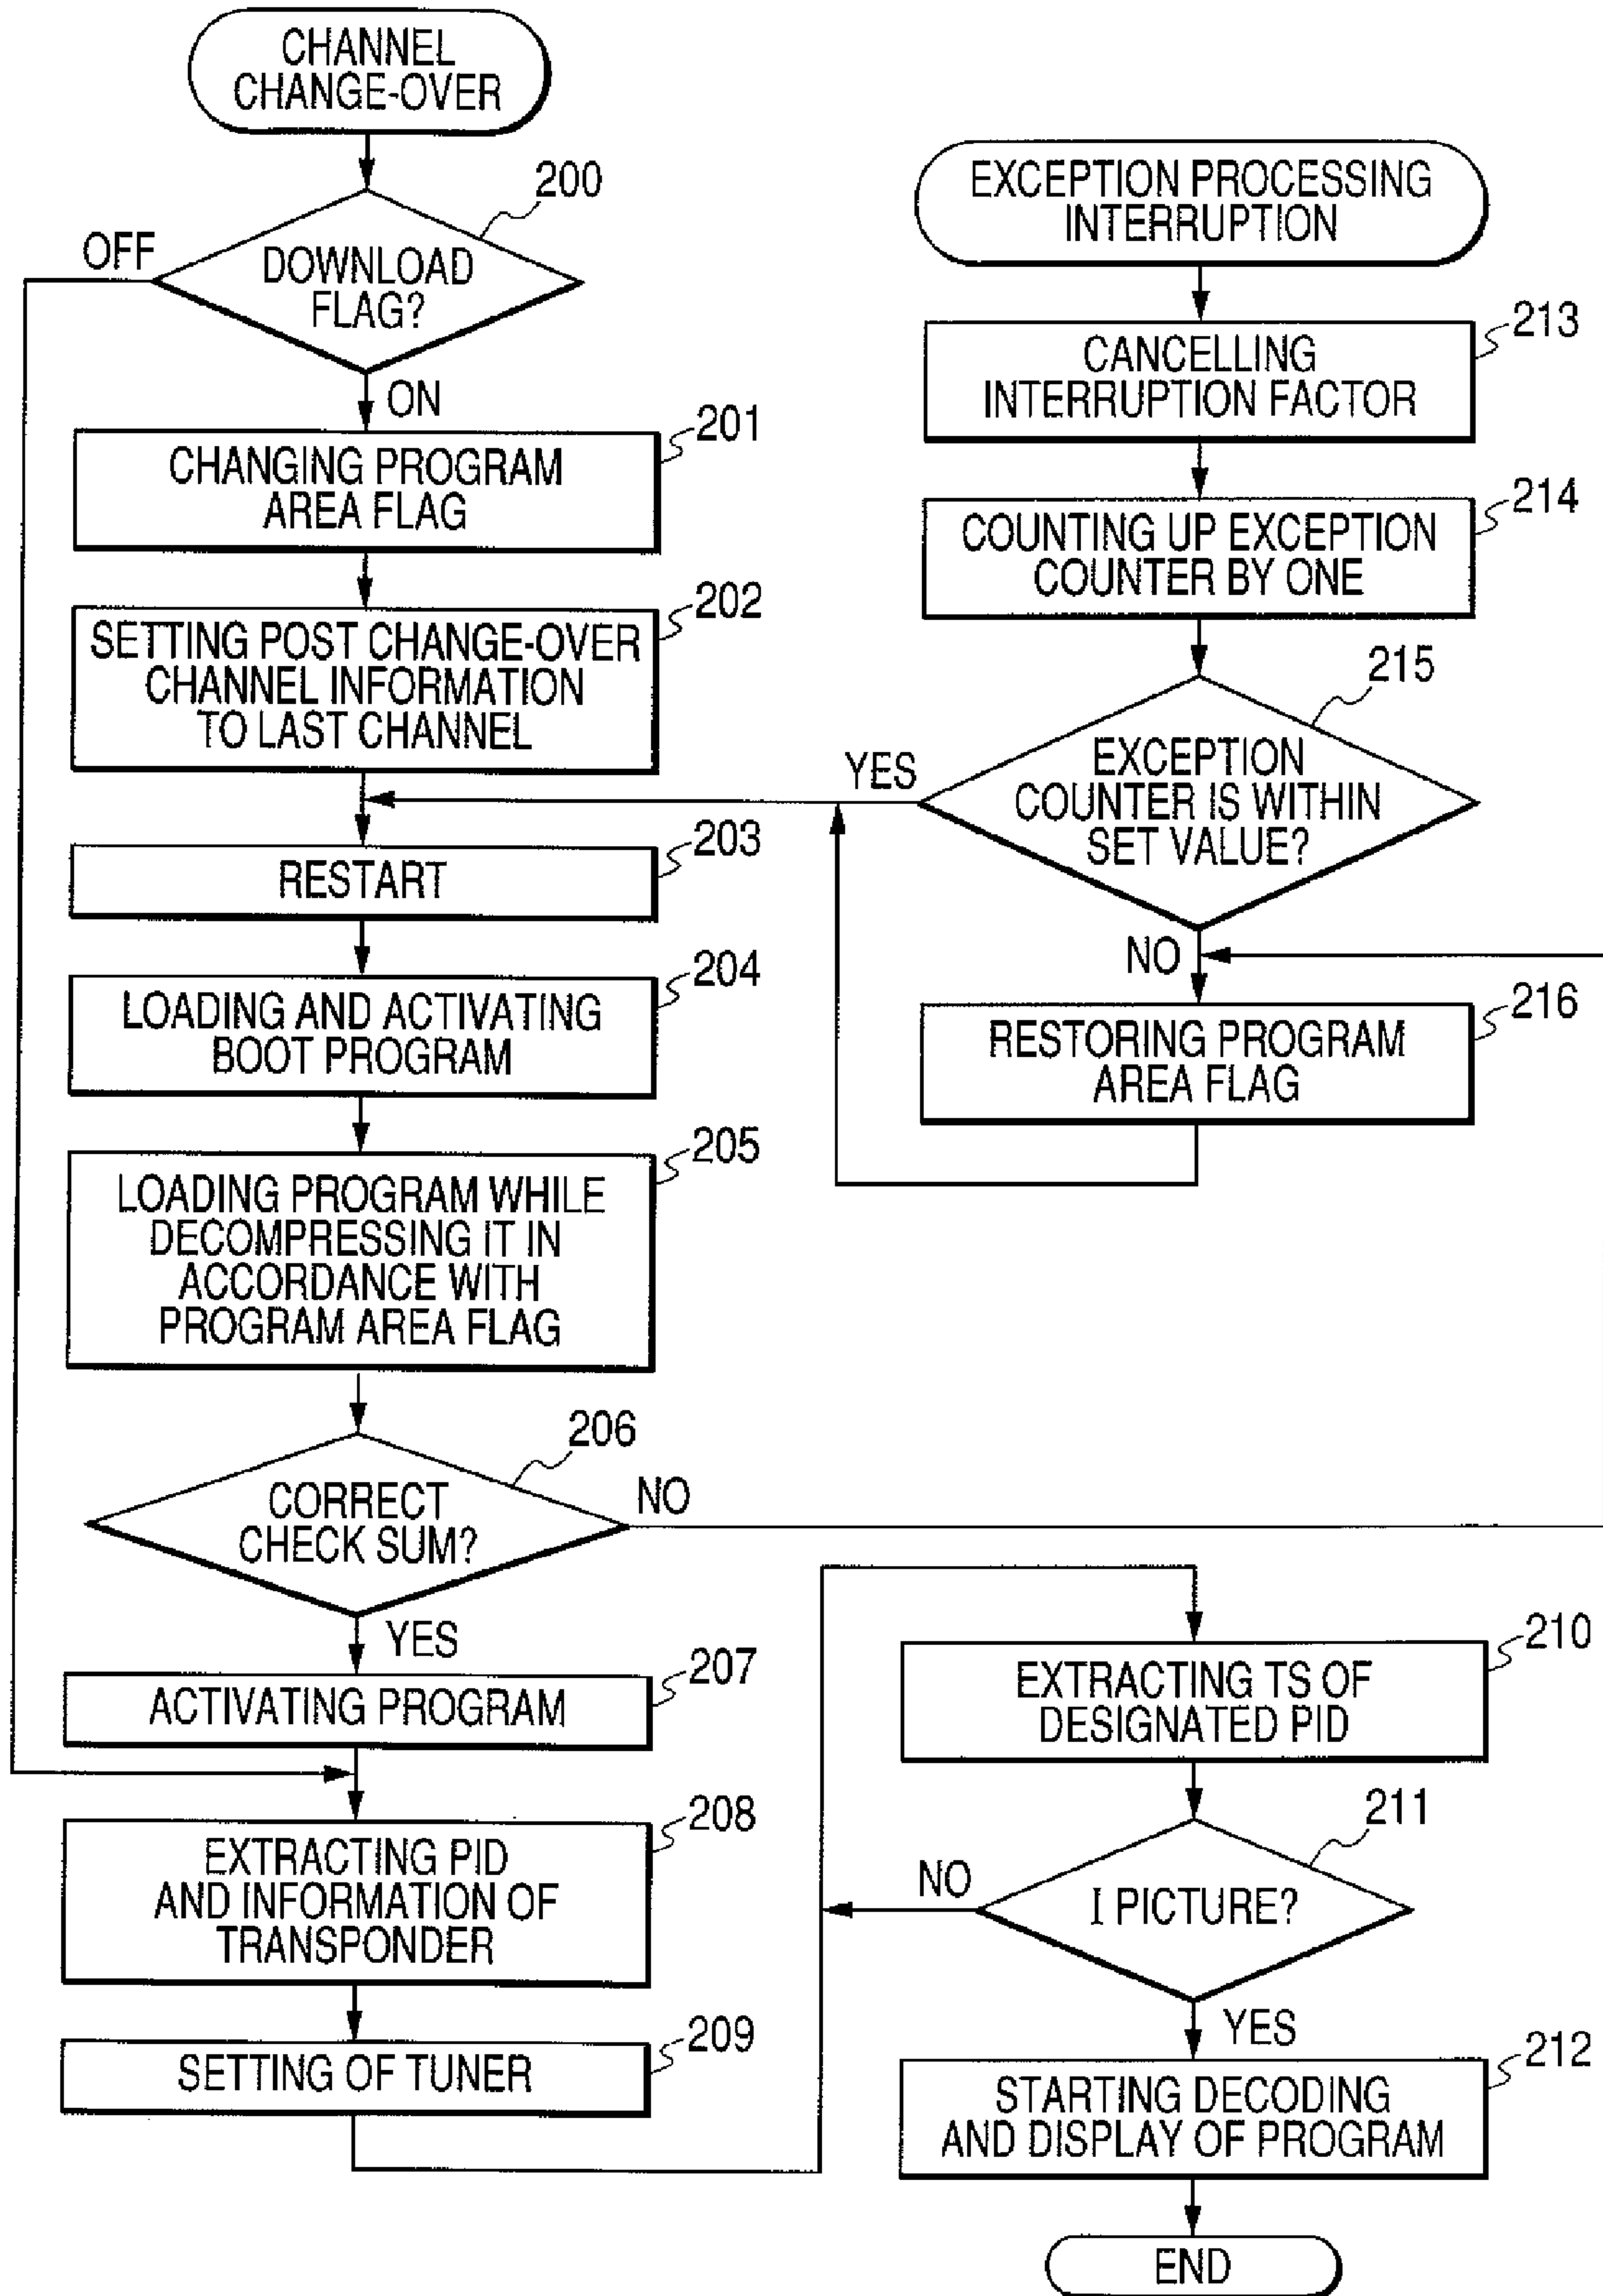 CHANNEL
CHANGE-OVER
200
OFF
DOWNLOAD
FLAG?
ON
201
CHANGING PROGRAM
AREA FLAG
202
SETTING POST CHANGE-OVER
CHANNEL INFORMATION
TO LAST CHANNEL
203
RESTART
204
LOADING AND ACTIVATING
BOOT PROGRAM
205
LOADING PROGRAM WHILE
DECOMPRESSING IT IN
ACCORDANCE WITH
PROGRAM AREA FLAG
206
CORRECT
CHECK SUM?
NO
YES
207
ACTIVATING PROGRAM
208
EXTRACTING PID
AND INFORMATION OF
TRANSPONDER
209
SETTING OF TUNER
EXCEPTION PROCESSING
INTERRUPTION
213
CANCELLING
INTERRUPTION FACTOR
214
COUNTING UP EXCEPTION
COUNTER BY ONE
215
YES
EXCEPTION
COUNTER IS WITHIN
SET VALUE?
NO
216
RESTORING PROGRAM
AREA FLAG
210
EXTRACTING TS OF
DESIGNATED PID
211
NO
I PICTURE?
YES
212
STARTING DECODING
AND DISPLAY OF PROGRAM
END